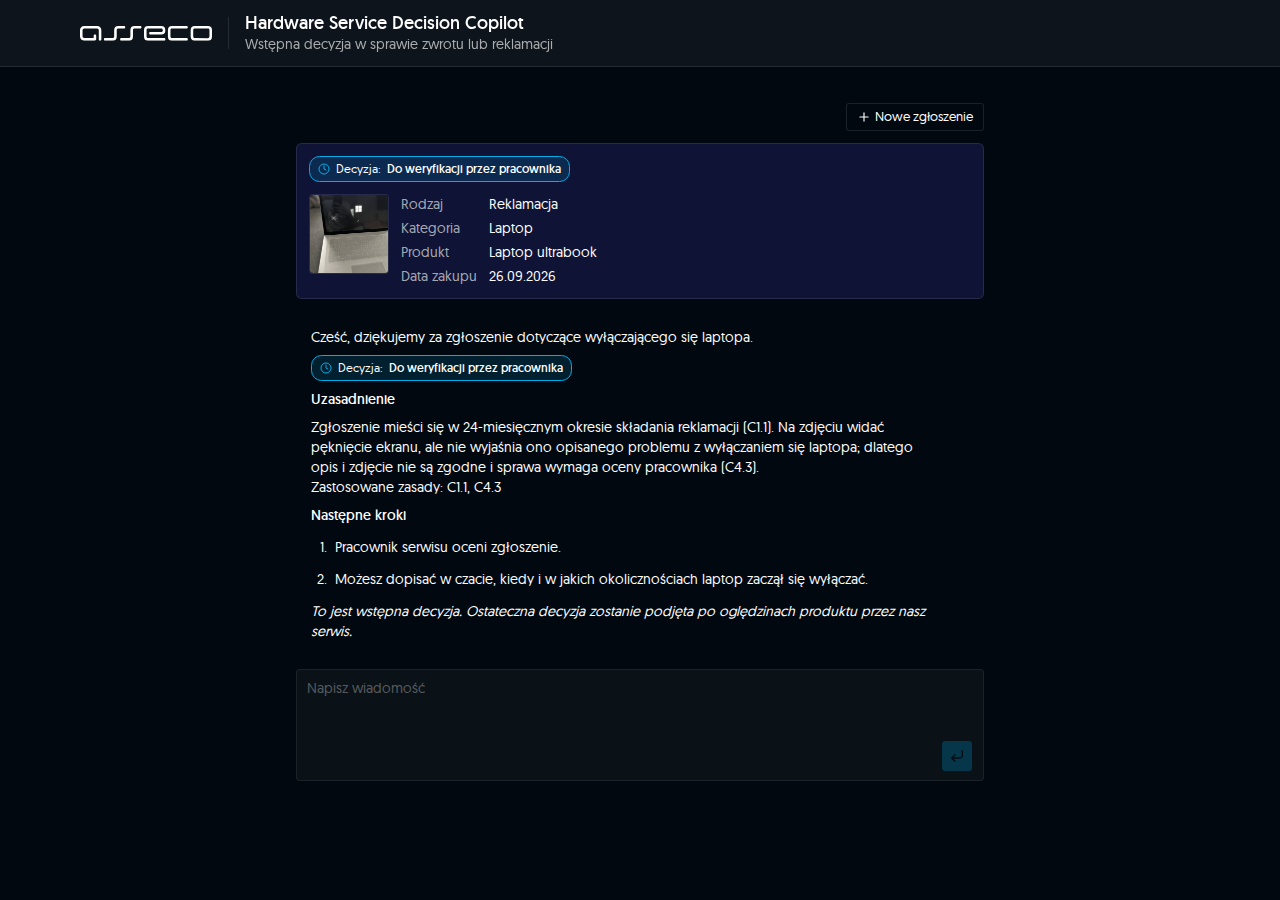 asseco
Hardware Service Decision Copilot
Wstępna decyzja w sprawie zwrotu lub reklamacji
Nowe zgłoszenie
Decyzja: Do weryfikacji przez pracownika
Rodzaj Reklamacja
Kategoria Laptop
Produkt Laptop ultrabook
Data zakupu 26.09.2026
Cześć, dziękujemy za zgłoszenie dotyczące wyłączającego się laptopa.
Decyzja: Do weryfikacji przez pracownika
Uzasadnienie
Zgłoszenie mieści się w 24-miesięcznym okresie składania reklamacji (C1.1). Na zdjęciu widać
pęknięcie ekranu, ale nie wyjaśnia ono opisanego problemu z wyłączaniem się laptopa; dlatego
opis i zdjęcie nie są zgodne i sprawa wymaga oceny pracownika (C4.3).
Zastosowane zasady: C1.1, C4.3
Następne kroki
1. Pracownik serwisu oceni zgłoszenie.
2. Możesz dopisać w czacie, kiedy i w jakich okolicznościach laptop zaczął się wyłączać.
To jest wstępna decyzja. Ostateczna decyzja zostanie podjęta po oględzinach produktu przez nasz
serwis.
Napisz wiadomość